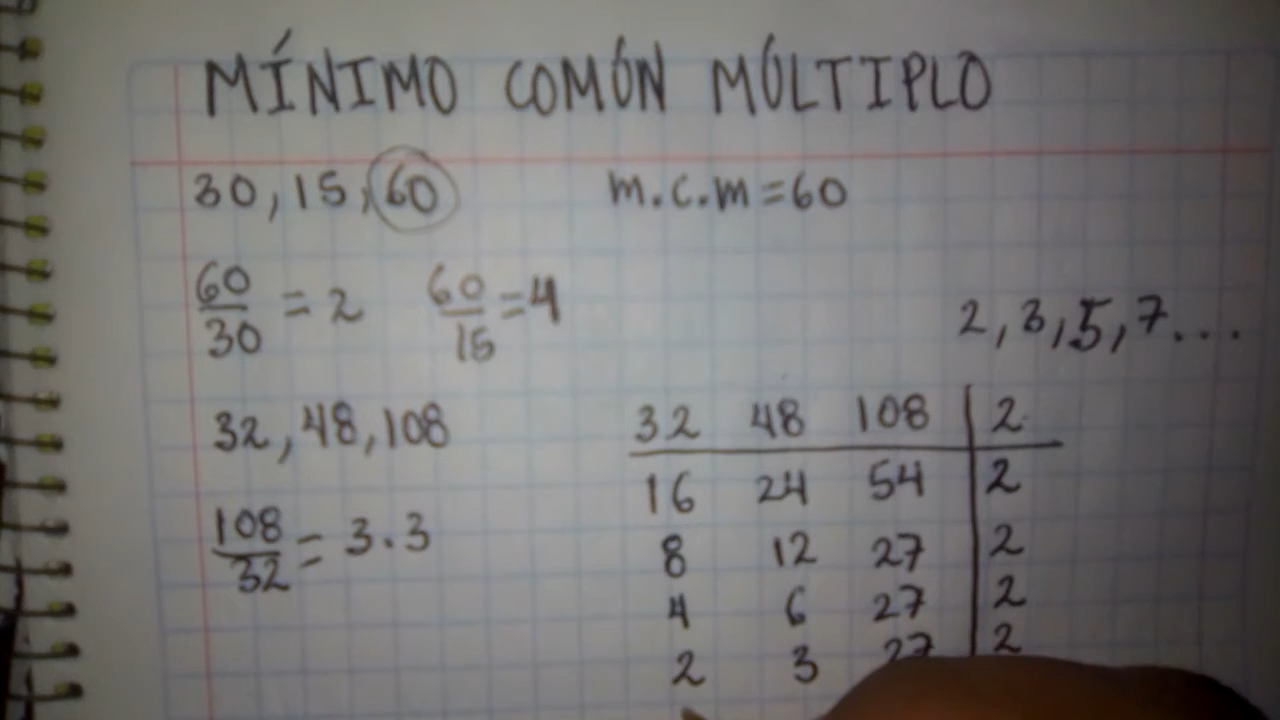 MÍNIMO COMÚN MÚLTIPLO
30, 15, 60 m.c.m = 60
60/30 = 2 60/15 = 4
2, 3, 5, 7...
32, 48, 108
108/32 = 3.3
32 48 108 | 2
16 24 54 | 2
8 12 27 | 2
4 6 27 | 2
2 3 27 | 2